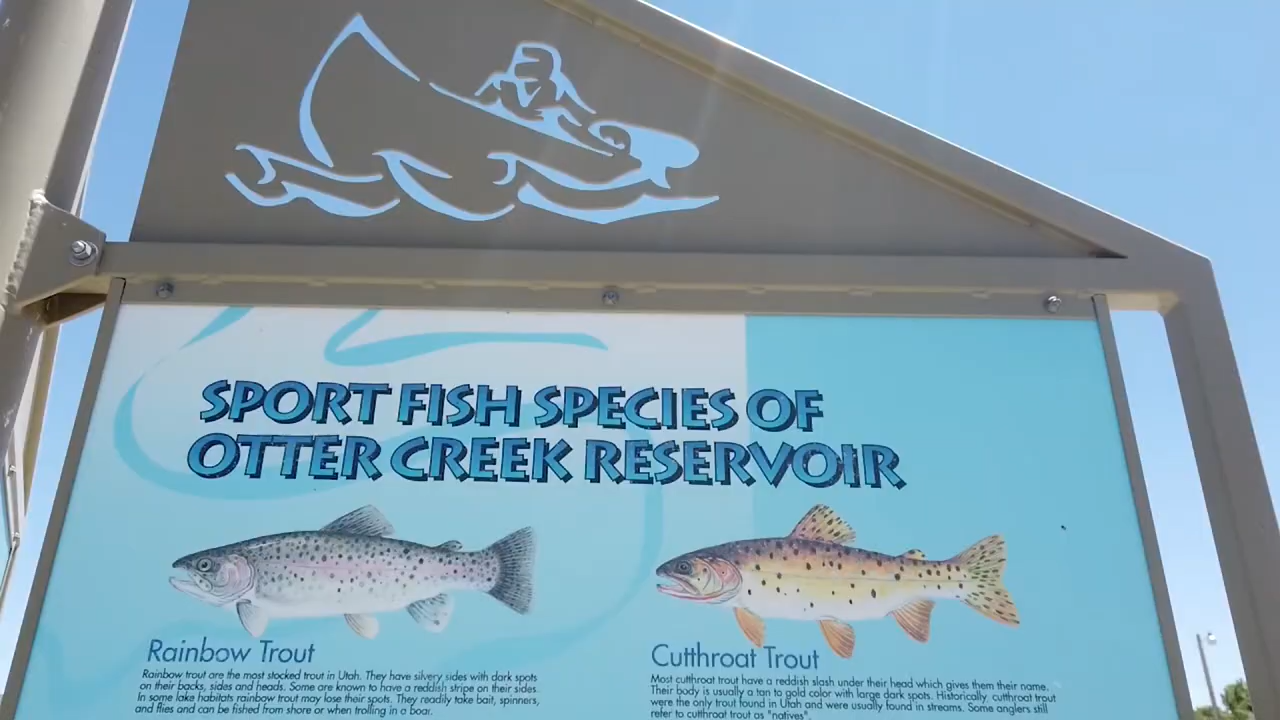 SPORT FISH SPECIES OF
OTTER CREEK RESERVOIR
Rainbow Trout
Rainbow trout are the most stocked trout in Utah. They have silvery sides with dark spots
on their backs, sides and heads. Some are known to have a reddish stripe on their sides.
In some lake habitats rainbow trout may lose their spots. They readily take bait, spinners,
and flies and can be fished from shore or when trolling in a boat.
Cutthroat Trout
Most cutthroat trout have a reddish slash under their head which gives them their name.
Their body is usually a tan to gold color with large dark spots. Historically, cutthroat trout
were the only trout found in Utah and were usually found in streams. Some anglers still
refer to cutthroat trout as "natives".